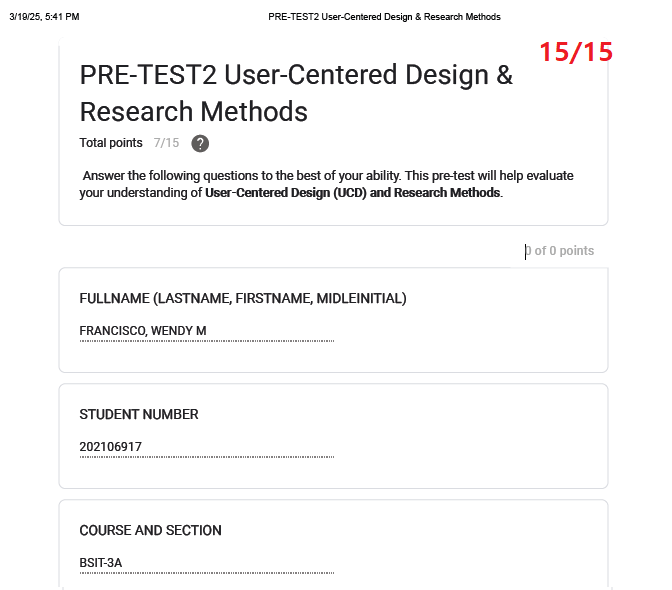 3/19/25, 5:41 PM PRE-TEST2 User-Centered Design & Research Methods
15/15
PRE-TEST2 User-Centered Design &
Research Methods
Total points 7/15 ?
Answer the following questions to the best of your ability. This pre-test will help evaluate
your understanding of User-Centered Design (UCD) and Research Methods.
0 of 0 points
FULLNAME (LASTNAME, FIRSTNAME, MIDLEINITIAL)
FRANCISCO, WENDY M
STUDENT NUMBER
202106917
COURSE AND SECTION
BSIT-3A